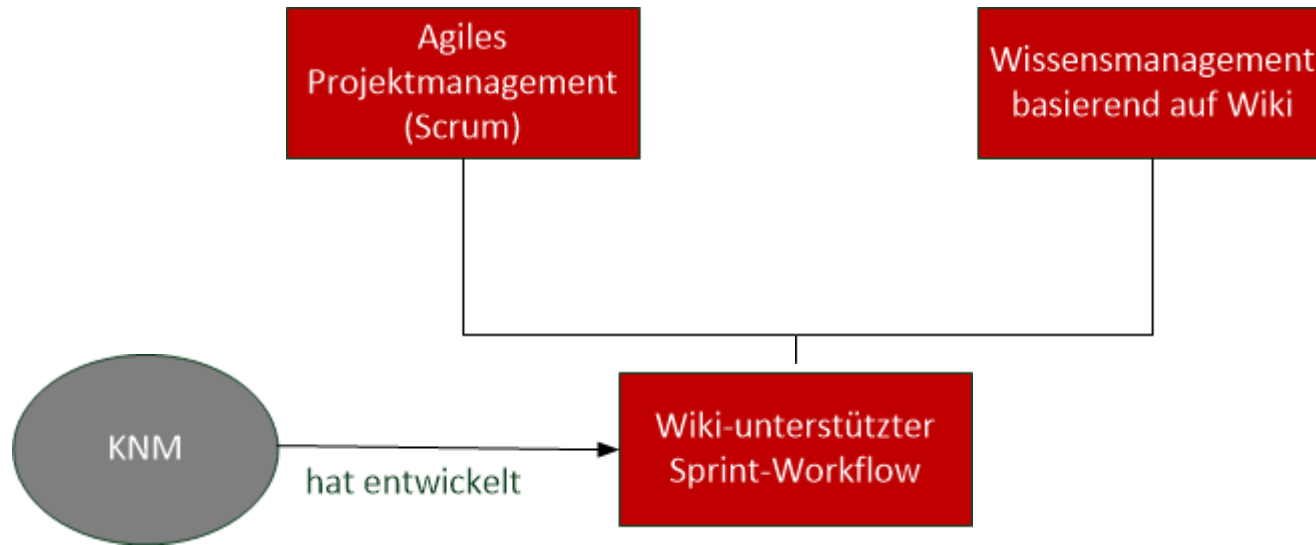 Agiles
Projektmanagement
(Scrum)
Wissensmanagement
basierend auf Wiki
KNM
hat entwickelt
Wiki-unterstützter
Sprint-Workflow